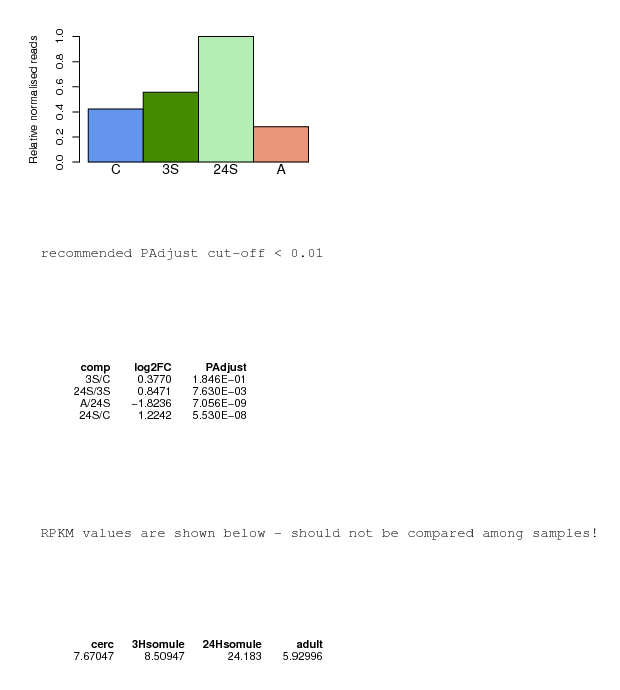 Relative normalised reads
1.0
0.8
0.6
0.4
0.2
0.0
C 3S 24S A
recommended PAdjust cut-off < 0.01
comp log2FC PAdjust
3S/C 0.3770 1.846E-01
24S/3S 0.8471 7.630E-03
A/24S -1.8236 7.056E-09
24S/C 1.2242 5.530E-08
RPKM values are shown below - should not be compared among samples!
cerc 3Hsomule 24Hsomule adult
7.67047 8.50947 24.183 5.92996